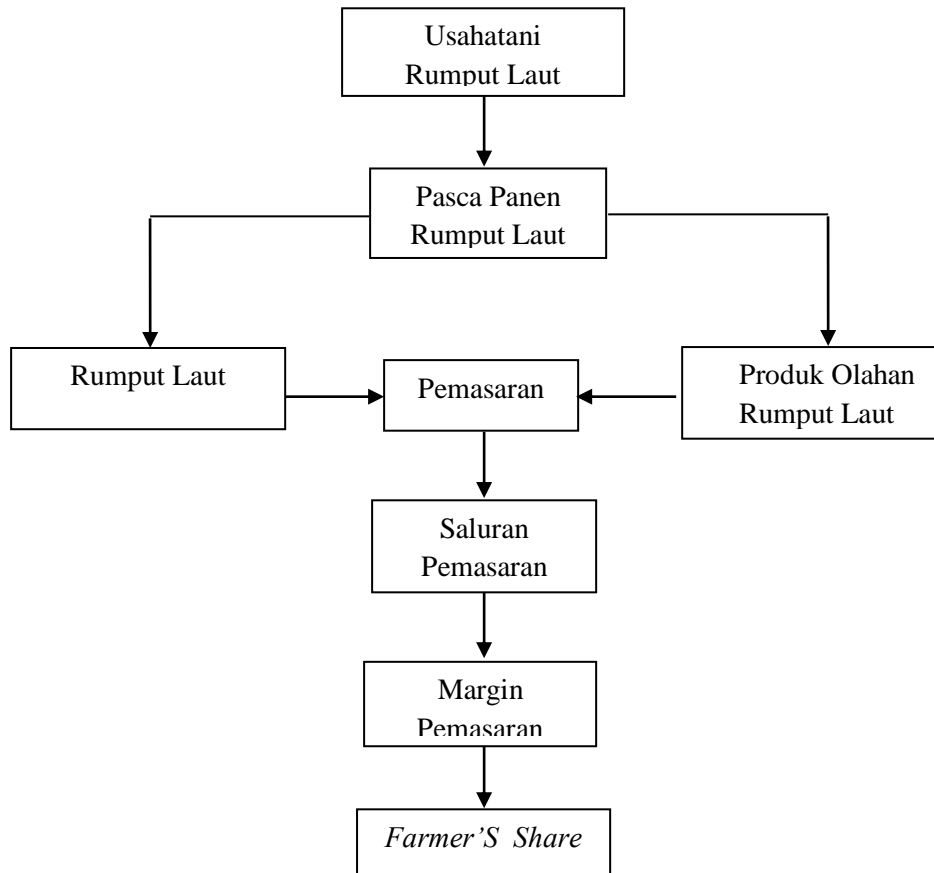 Usahatani
Rumput Laut
Pasca Panen
Rumput Laut
Rumput Laut
Pemasaran
Produk Olahan
Rumput Laut
Saluran
Pemasaran
Margin
Pemasaran
Farmer'S Share